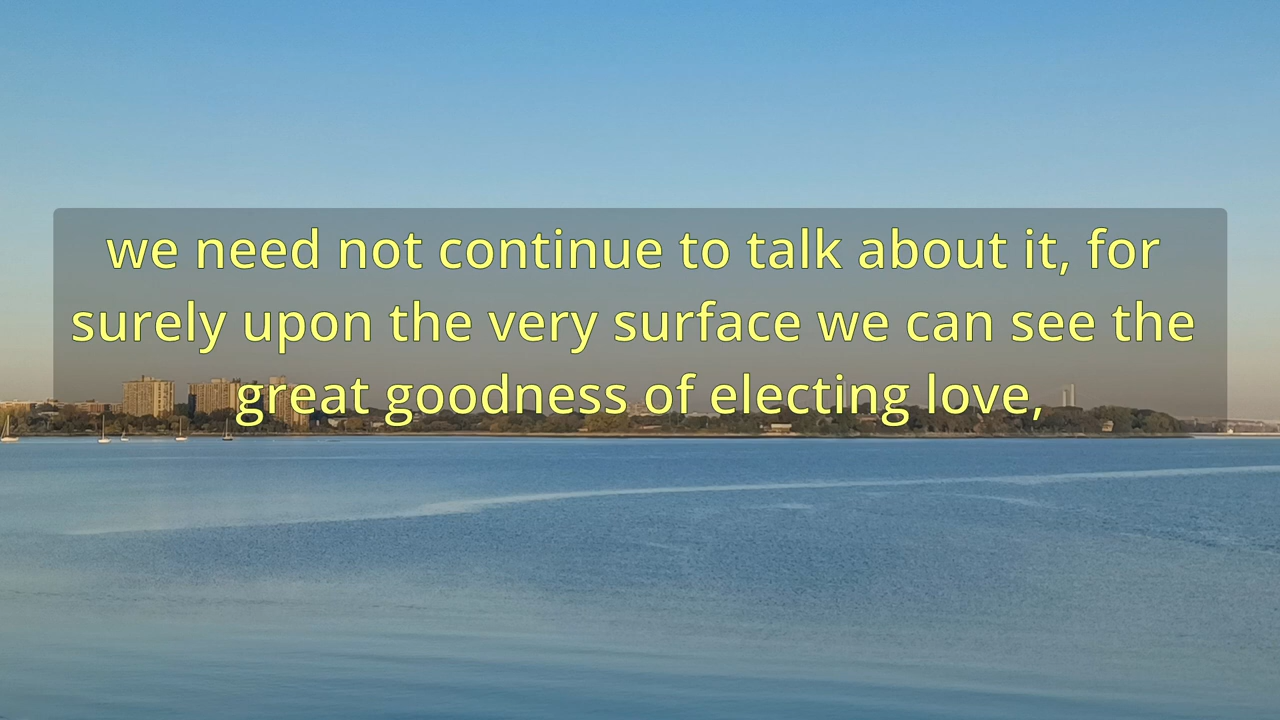 we need not continue to talk about it, for
surely upon the very surface we can see the
great goodness of electing love,